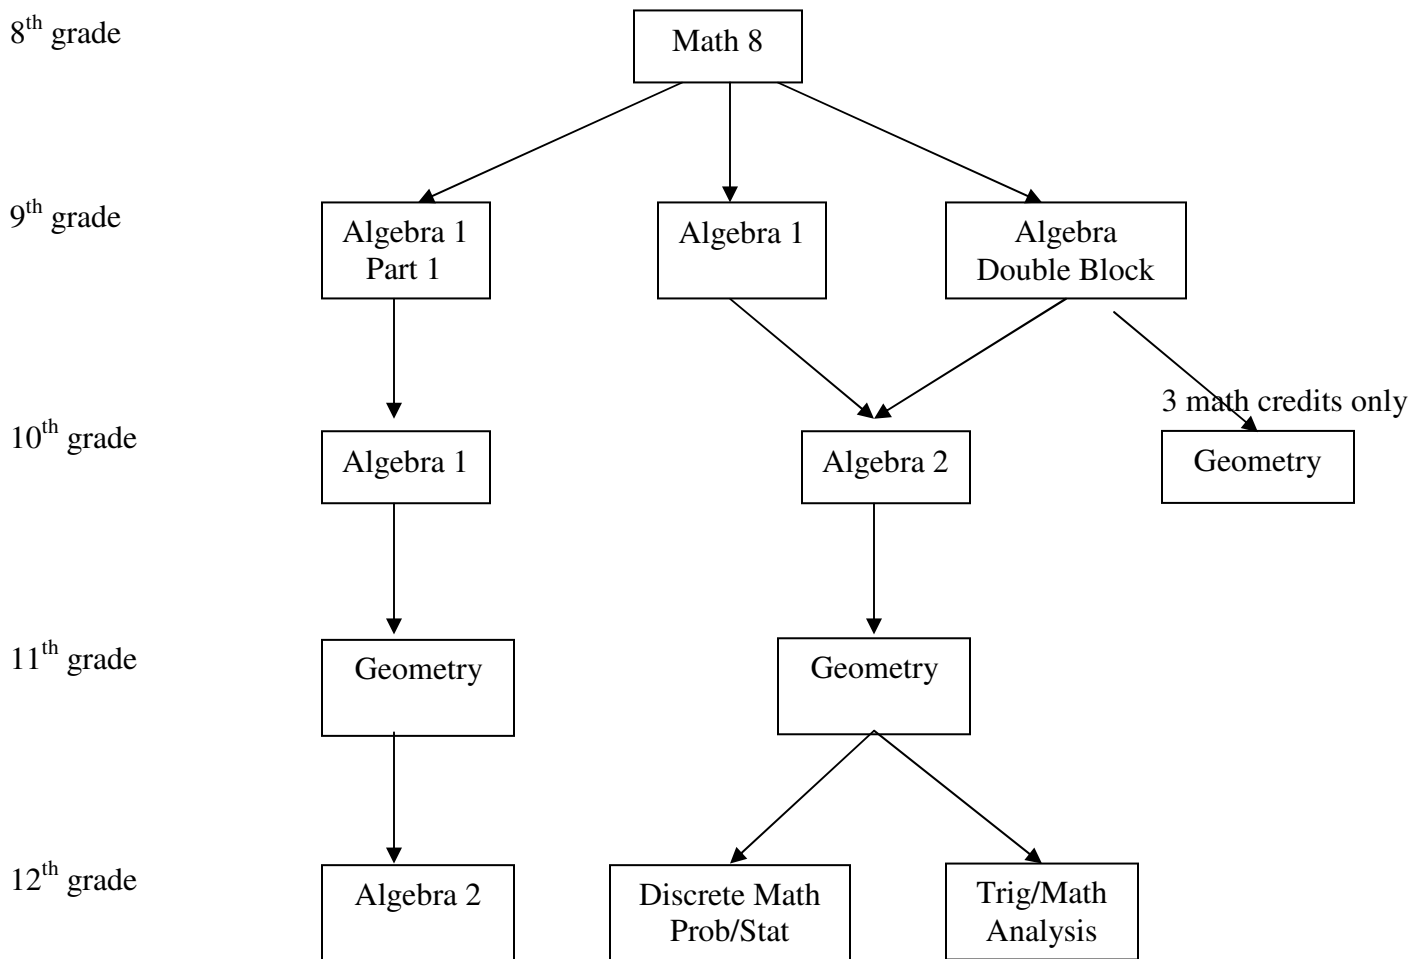 8th grade
Math 8
9th grade
Algebra 1
Part 1
Algebra 1
Algebra
Double Block
3 math credits only
10th grade
Algebra 1
Algebra 2
Geometry
11th grade
Geometry
Geometry
12th grade
Algebra 2
Discrete Math
Prob/Stat
Trig/Math
Analysis